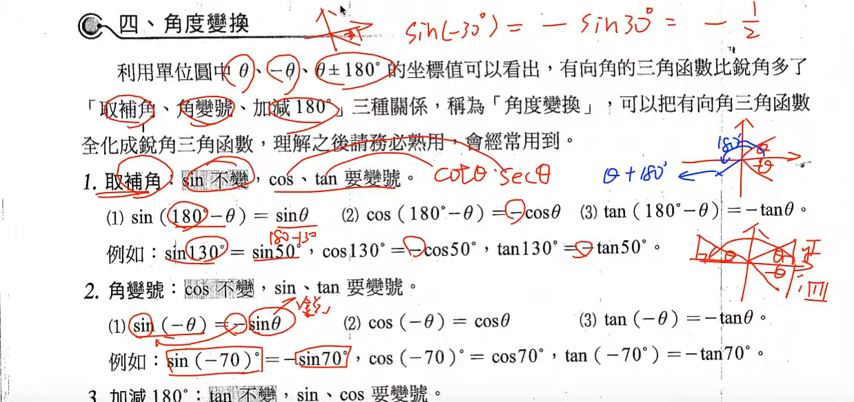 四、角度變換
sin(-30°) = - sin30° = - 1/2
利用單位圓中 θ、-θ、θ±180°的坐標值可以看出，有向角的三角函數比銳角多了
「取補角、角變號、加減 180°」三種關係，稱為「角度變換」，可以把有向角三角函數
全化成銳角三角函數，理解之後請務必熟用，會經常用到。
180°
θ
-θ
θ+180°
1. 取補角：sin 不變，cos、tan 要變號。
cotθ、secθ
(1) sin（180°-θ）= sinθ (2) cos（180°-θ）= -cosθ (3) tan（180°-θ）= -tanθ。
180-130
例如：sin130° = sin50°，cos130° = -cos50°，tan130° = -tan50°。
θ
θ
-θ
2. 角變號：cos 不變，sin、tan 要變號。
(1) sin（-θ）= -sinθ (2) cos（-θ）= cosθ (3) tan（-θ）= -tanθ。
例如：sin（-70）° = -sin70°，cos（-70）° = cos70°，tan（-70°）= -tan70°。
3. 加減 180°：tan 不變，sin、cos 要變號。